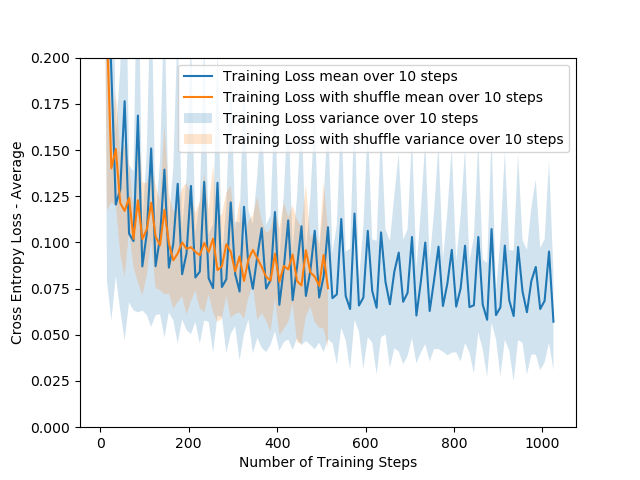 0.200
0.175
0.150
0.125
0.100
0.075
0.050
0.025
0.000
Cross Entropy Loss - Average
Training Loss mean over 10 steps
Training Loss with shuffle mean over 10 steps
Training Loss variance over 10 steps
Training Loss with shuffle variance over 10 steps
0 200 400 600 800 1000
Number of Training Steps